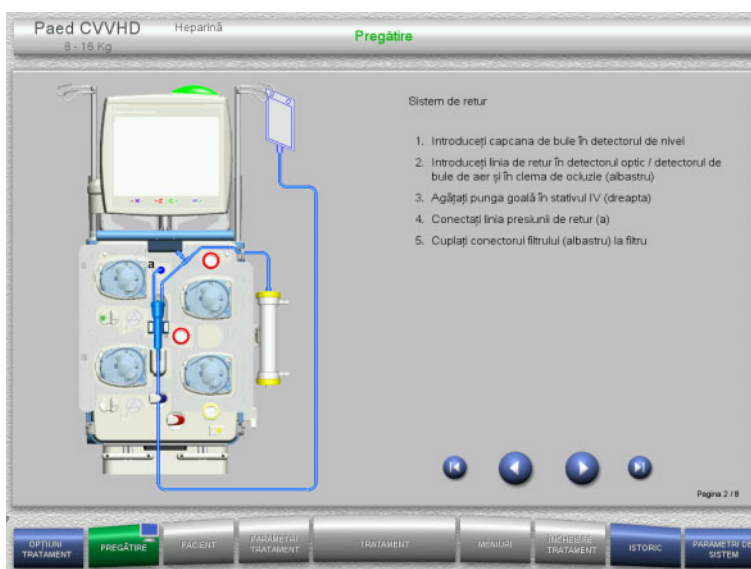 Paed CVVHD
Heparină
8 - 16 Kg
Pregătire
Sistem de retur
1. Introduceți capcana de bule în detectorul de nivel
2. Introduceți linia de retur în detectorul optic / detectorul de
bule de aer și în clema de ocluzie (albastru)
3. Agățați punga goală în stativul IV (dreapta)
4. Conectați linia presiunii de retur (a)
5. Cuplați conectorul filtrului (albastru) la filtru
a
Pagina 2 / 8
OPȚIUNI
TRATAMENT
PREGĂTIRE
PACIENT
PARAMETRI
TRATAMENT
TRATAMENT
MENIURI
ÎNCHEIERE
TRATAMENT
ISTORIC
PARAMETRI DE
SISTEM